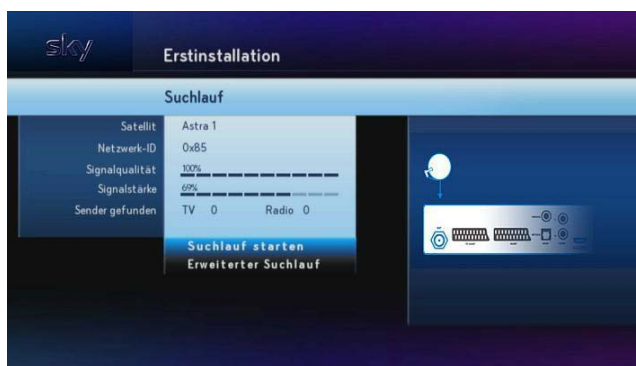 sky
Erstinstallation
Suchlauf
Satellit Astra 1
Netzwerk-ID 0x85
Signalqualität 100%
Signalstärke 69%
Sender gefunden TV 0 Radio 0
Suchlauf starten
Erweiterter Suchlauf